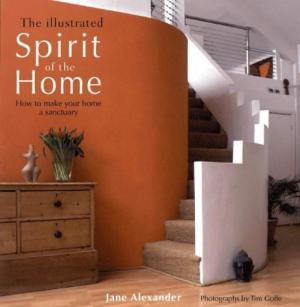 The illustrated
Spirit
of the
Home
How to make your home
a sanctuary
Jane Alexander
Photographs by Tim Goffe